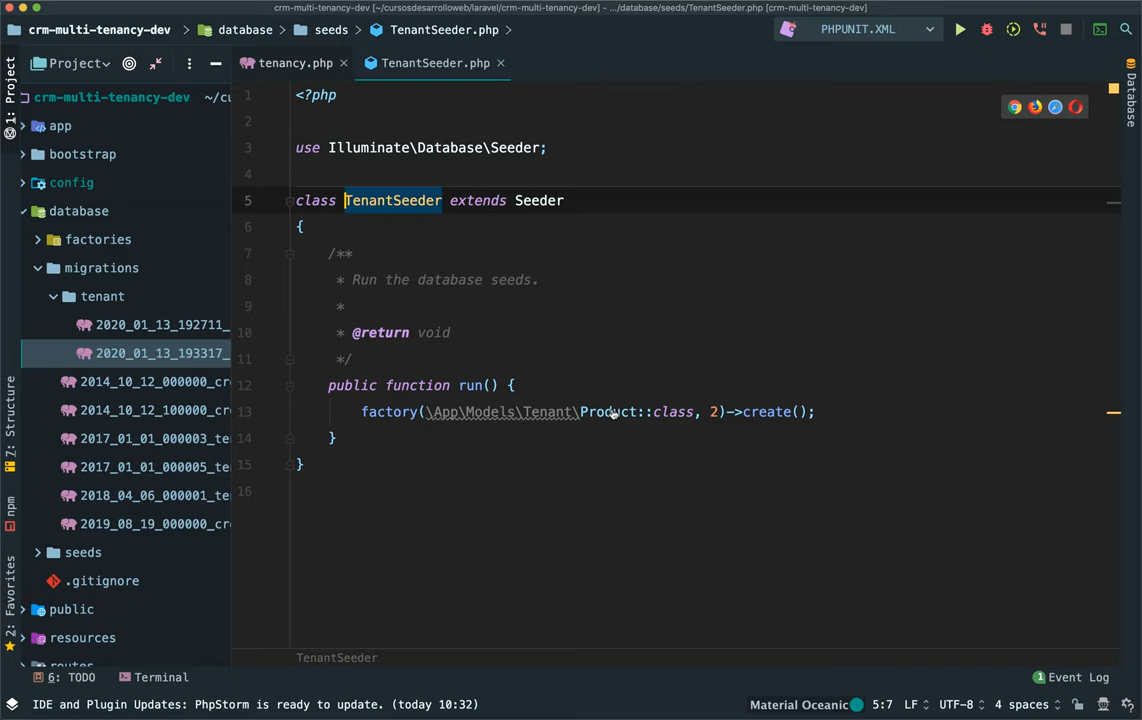 crm-multi-tenancy-dev [~/cursosdesarrolloweb/laravel/crm-multi-tenancy-dev] - .../database/seeds/TenantSeeder.php [crm-multi-tenancy-dev]
crm-multi-tenancy-dev database seeds TenantSeeder.php PHPUNIT.XML
Project tenancy.php TenantSeeder.php
1: Project
Database
crm-multi-tenancy-dev ~/cu
app
bootstrap
config
database
factories
migrations
tenant
2020_01_13_192711_
2020_01_13_193317_
2014_10_12_000000_cr
2014_10_12_100000_cr
2017_01_01_000003_te
2017_01_01_000005_te
2018_04_06_000001_te
2019_08_19_000000_cr
seeds
.gitignore
public
resources
routes
7: Structure
npm
2: Favorites
1 <?php
2
3 use Illuminate\Database\Seeder;
4
5 class TenantSeeder extends Seeder
6 {
7 /**
8 * Run the database seeds.
9 *
10 * @return void
11 */
12 public function run() {
13 factory(\App\Models\Tenant\Product::class, 2)->create();
14 }
15 }
16
TenantSeeder
6: TODO Terminal 1 Event Log
IDE and Plugin Updates: PhpStorm is ready to update. (today 10:32) Material Oceanic 5:7 LF UTF-8 4 spaces